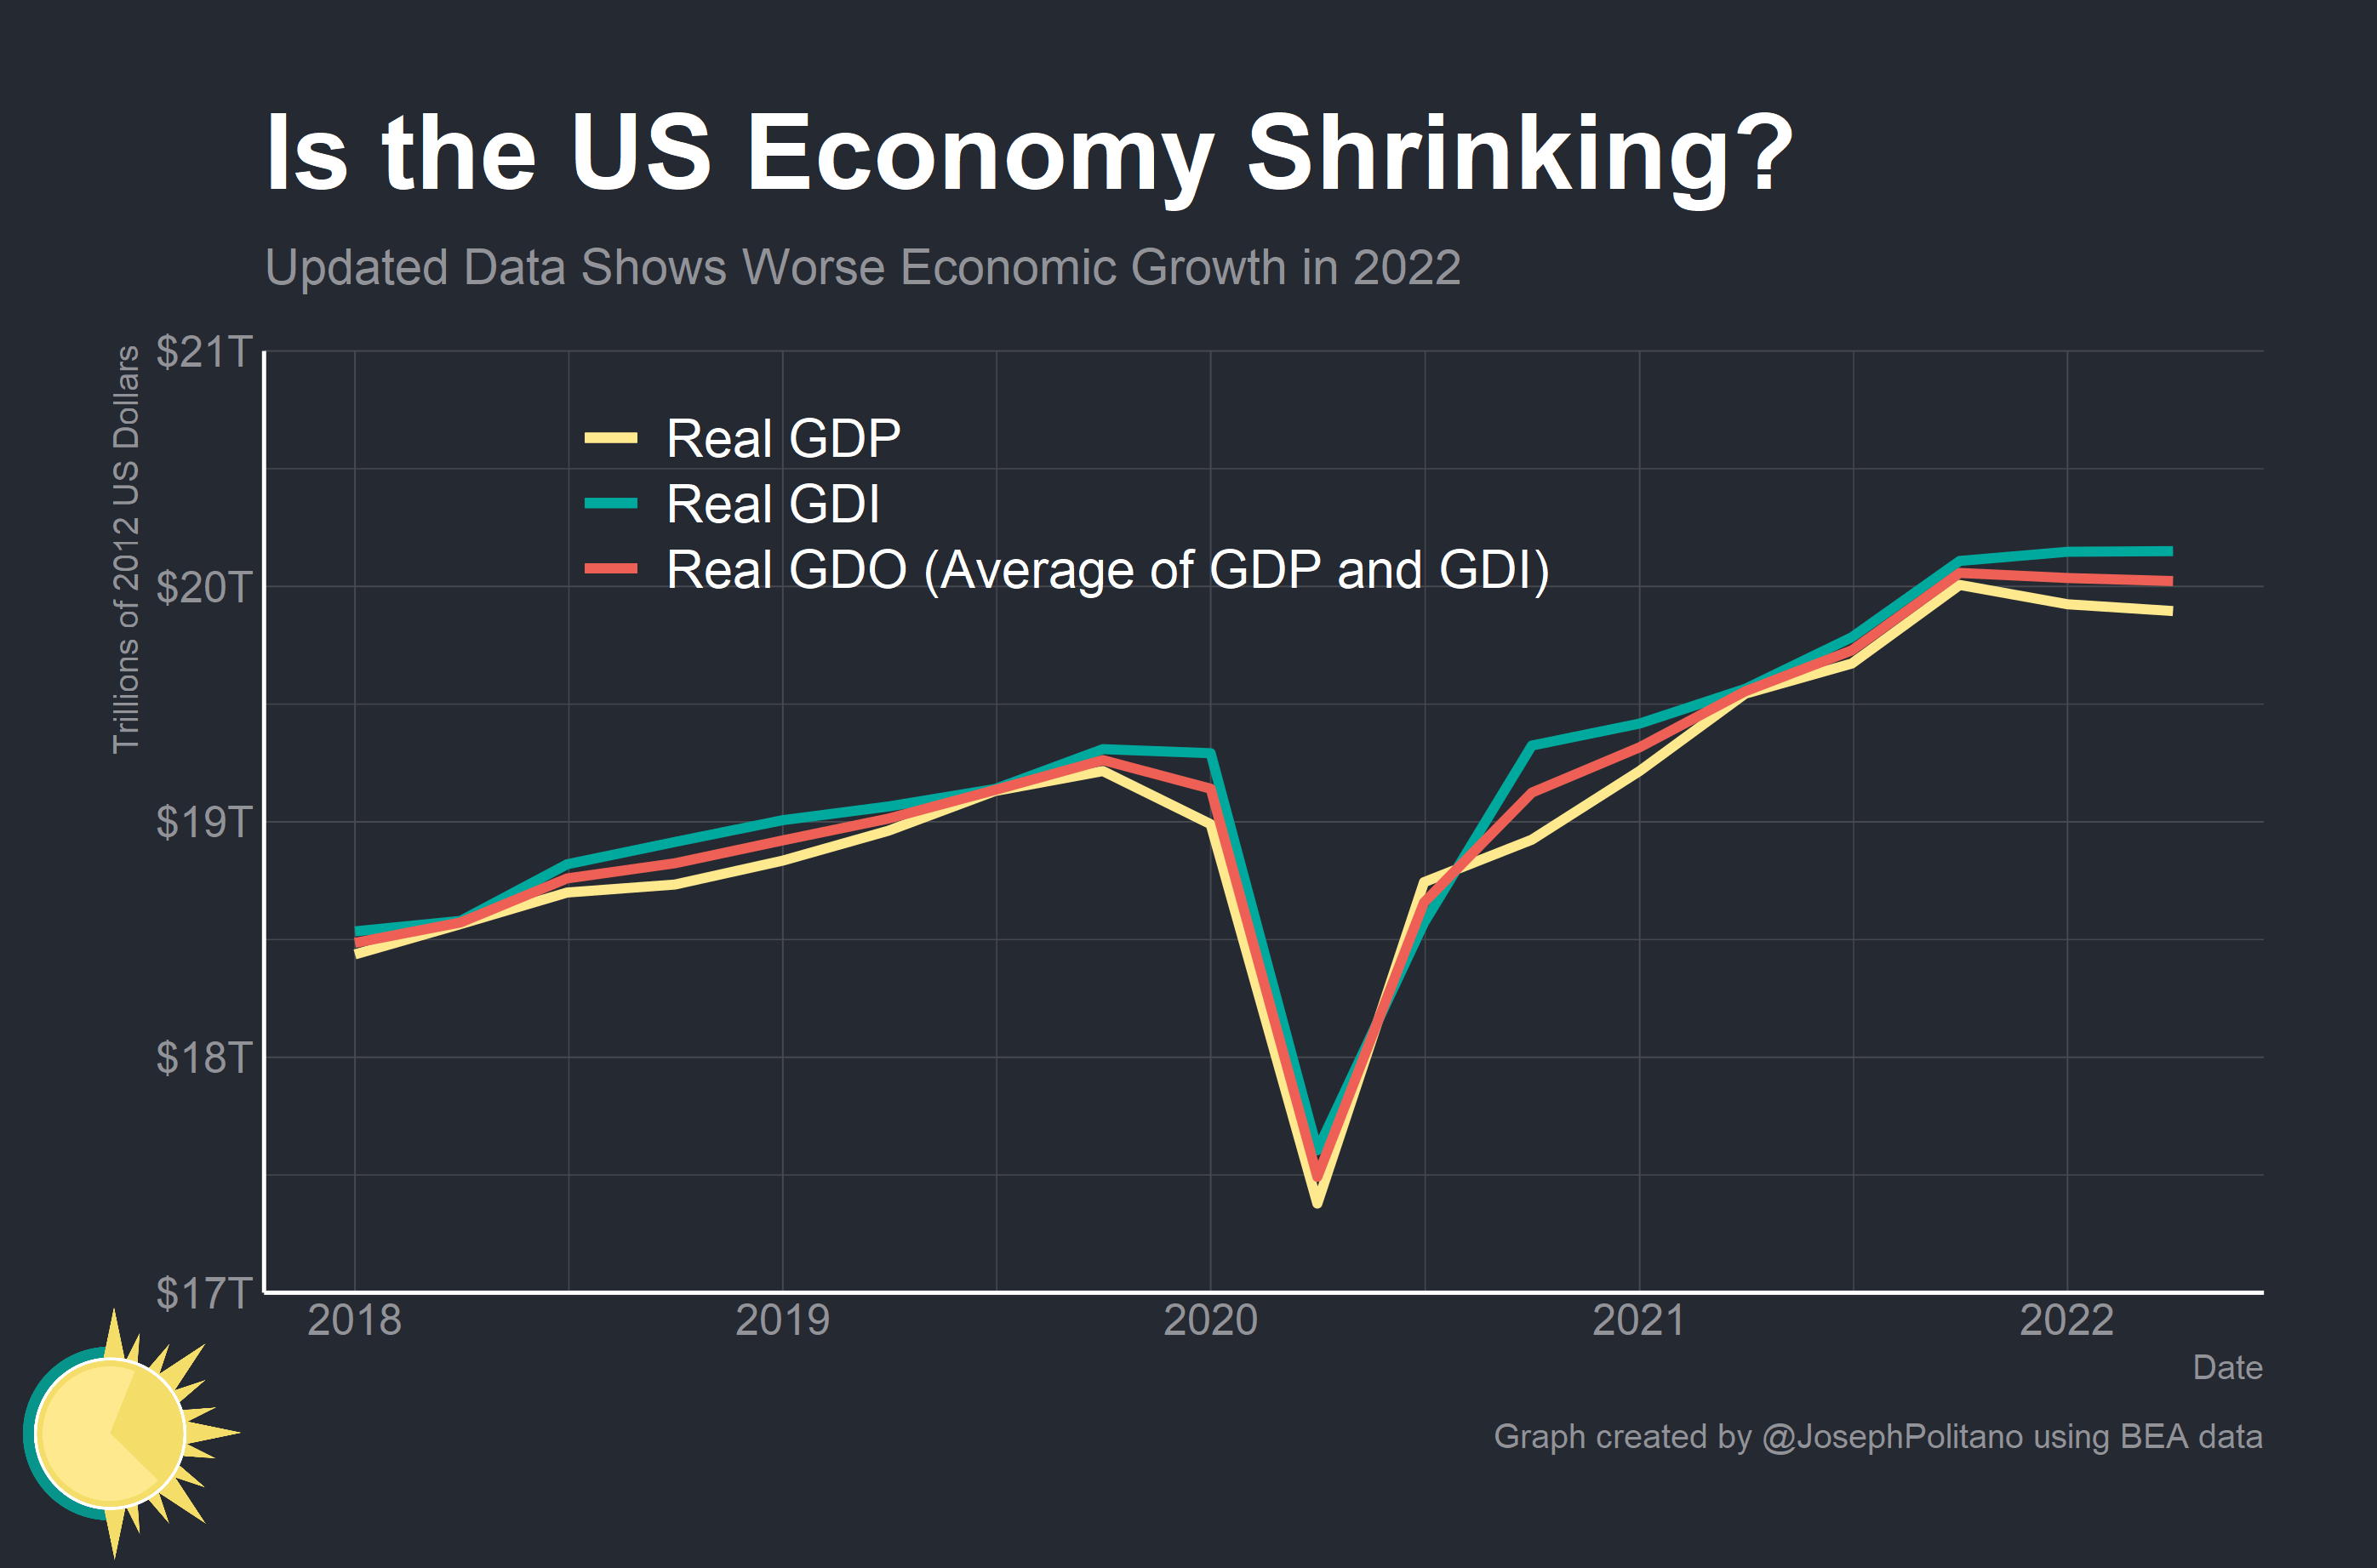 Is the US Economy Shrinking?
Updated Data Shows Worse Economic Growth in 2022
Trillions of 2012 US Dollars
$21T
$20T
$19T
$18T
$17T
Real GDP
Real GDI
Real GDO (Average of GDP and GDI)
2018
2019
2020
2021
2022
Date
Graph created by @JosephPolitano using BEA data